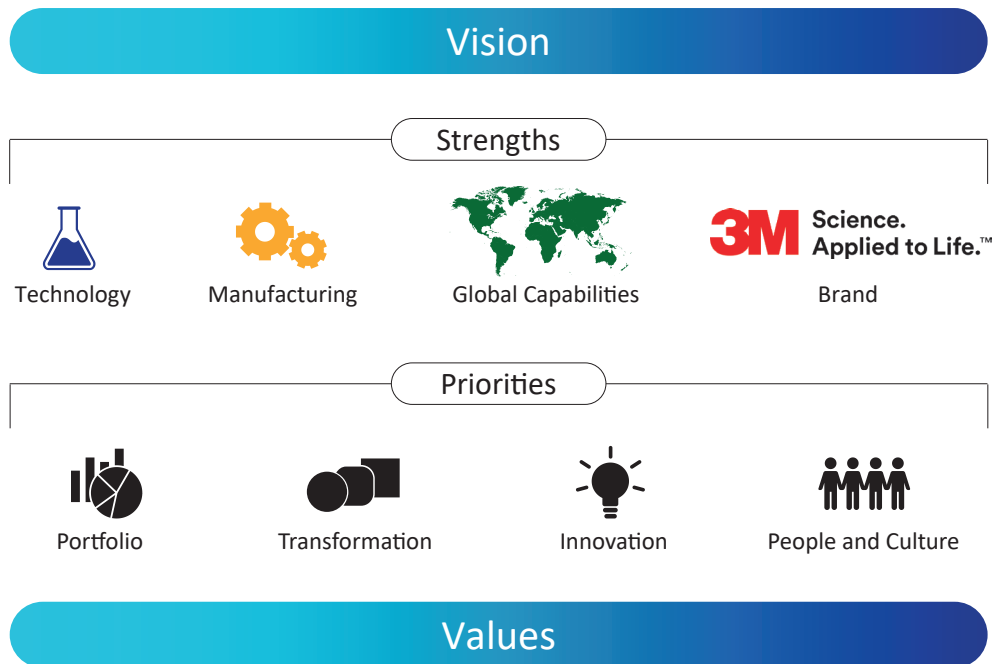 Vision
Strengths
Technology
Manufacturing
Global Capabilities
3M Science.
Applied to Life.™
Brand
Priorities
Portfolio
Transformation
Innovation
People and Culture
Values